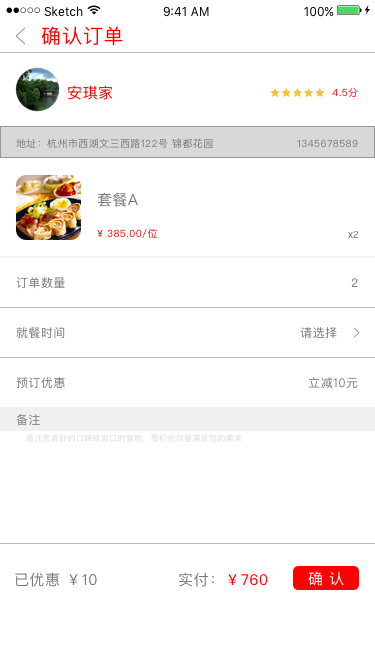 Sketch 9:41 AM 100%
确认订单
安琪家 4.5分
地址：杭州市西湖文三西路122号 锦都花园 1345678589
套餐A
¥ 385.00/位 x2
订单数量 2
就餐时间 请选择
预订优惠 立减10元
备注
备注您喜好的口味或忌口的食物，我们会尽量满足您的需求
已优惠 ¥10 实付：¥760 确 认